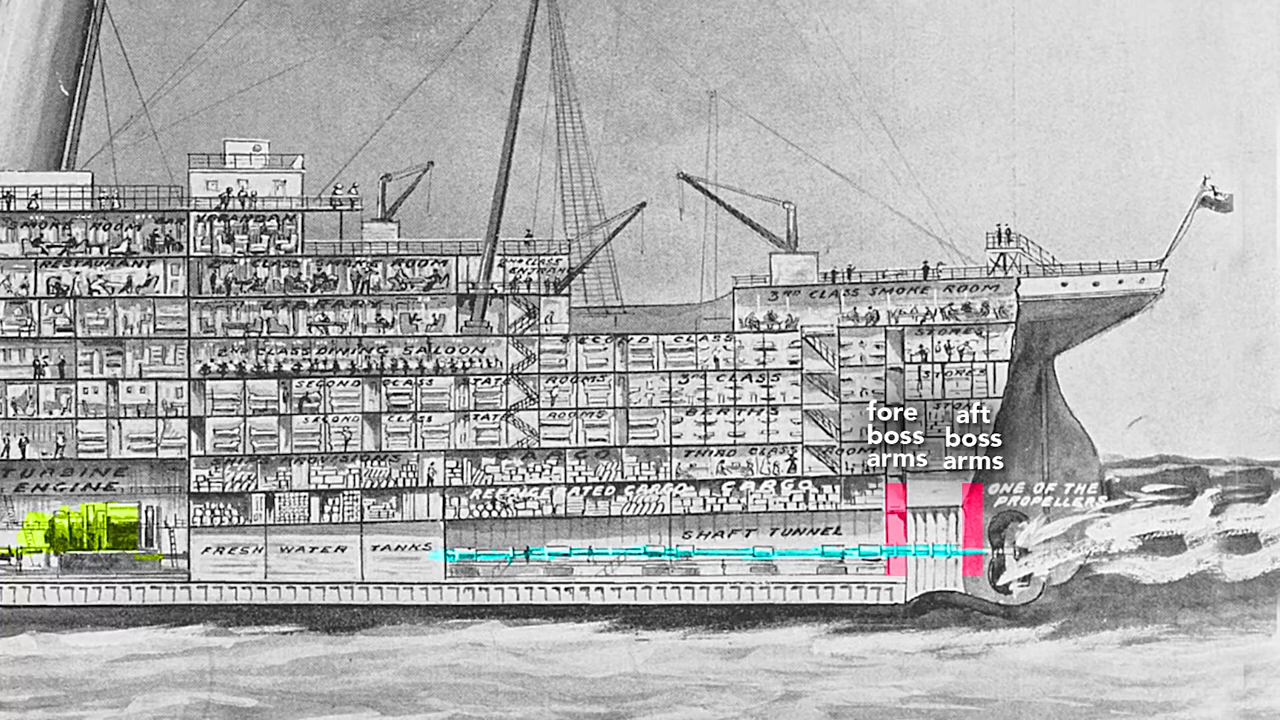 SMOKE ROOM BAR
VERANDAH
RESTAURANT
2ND CLASS SMOKE ROOM
2ND CLASS
ENTRANCE
LIBRARY
3RD CLASS SMOKE ROOM
2ND CLASS DINING SALOON
SECOND CLASS
STORES
SECOND CLASS STATE ROOMS
3RD CLASS
STORES
SECOND CLASS STATE ROOMS
BERTHS
fore
boss
arms
aft
boss
arms
TURBINE
ENGINE
PROVISIONS
CARGO
THIRD CLASS
ROOMS
REFRIGERATED CARGO
CARGO
ONE OF THE
PROPELLERS
FRESH WATER TANKS
SHAFT TUNNEL